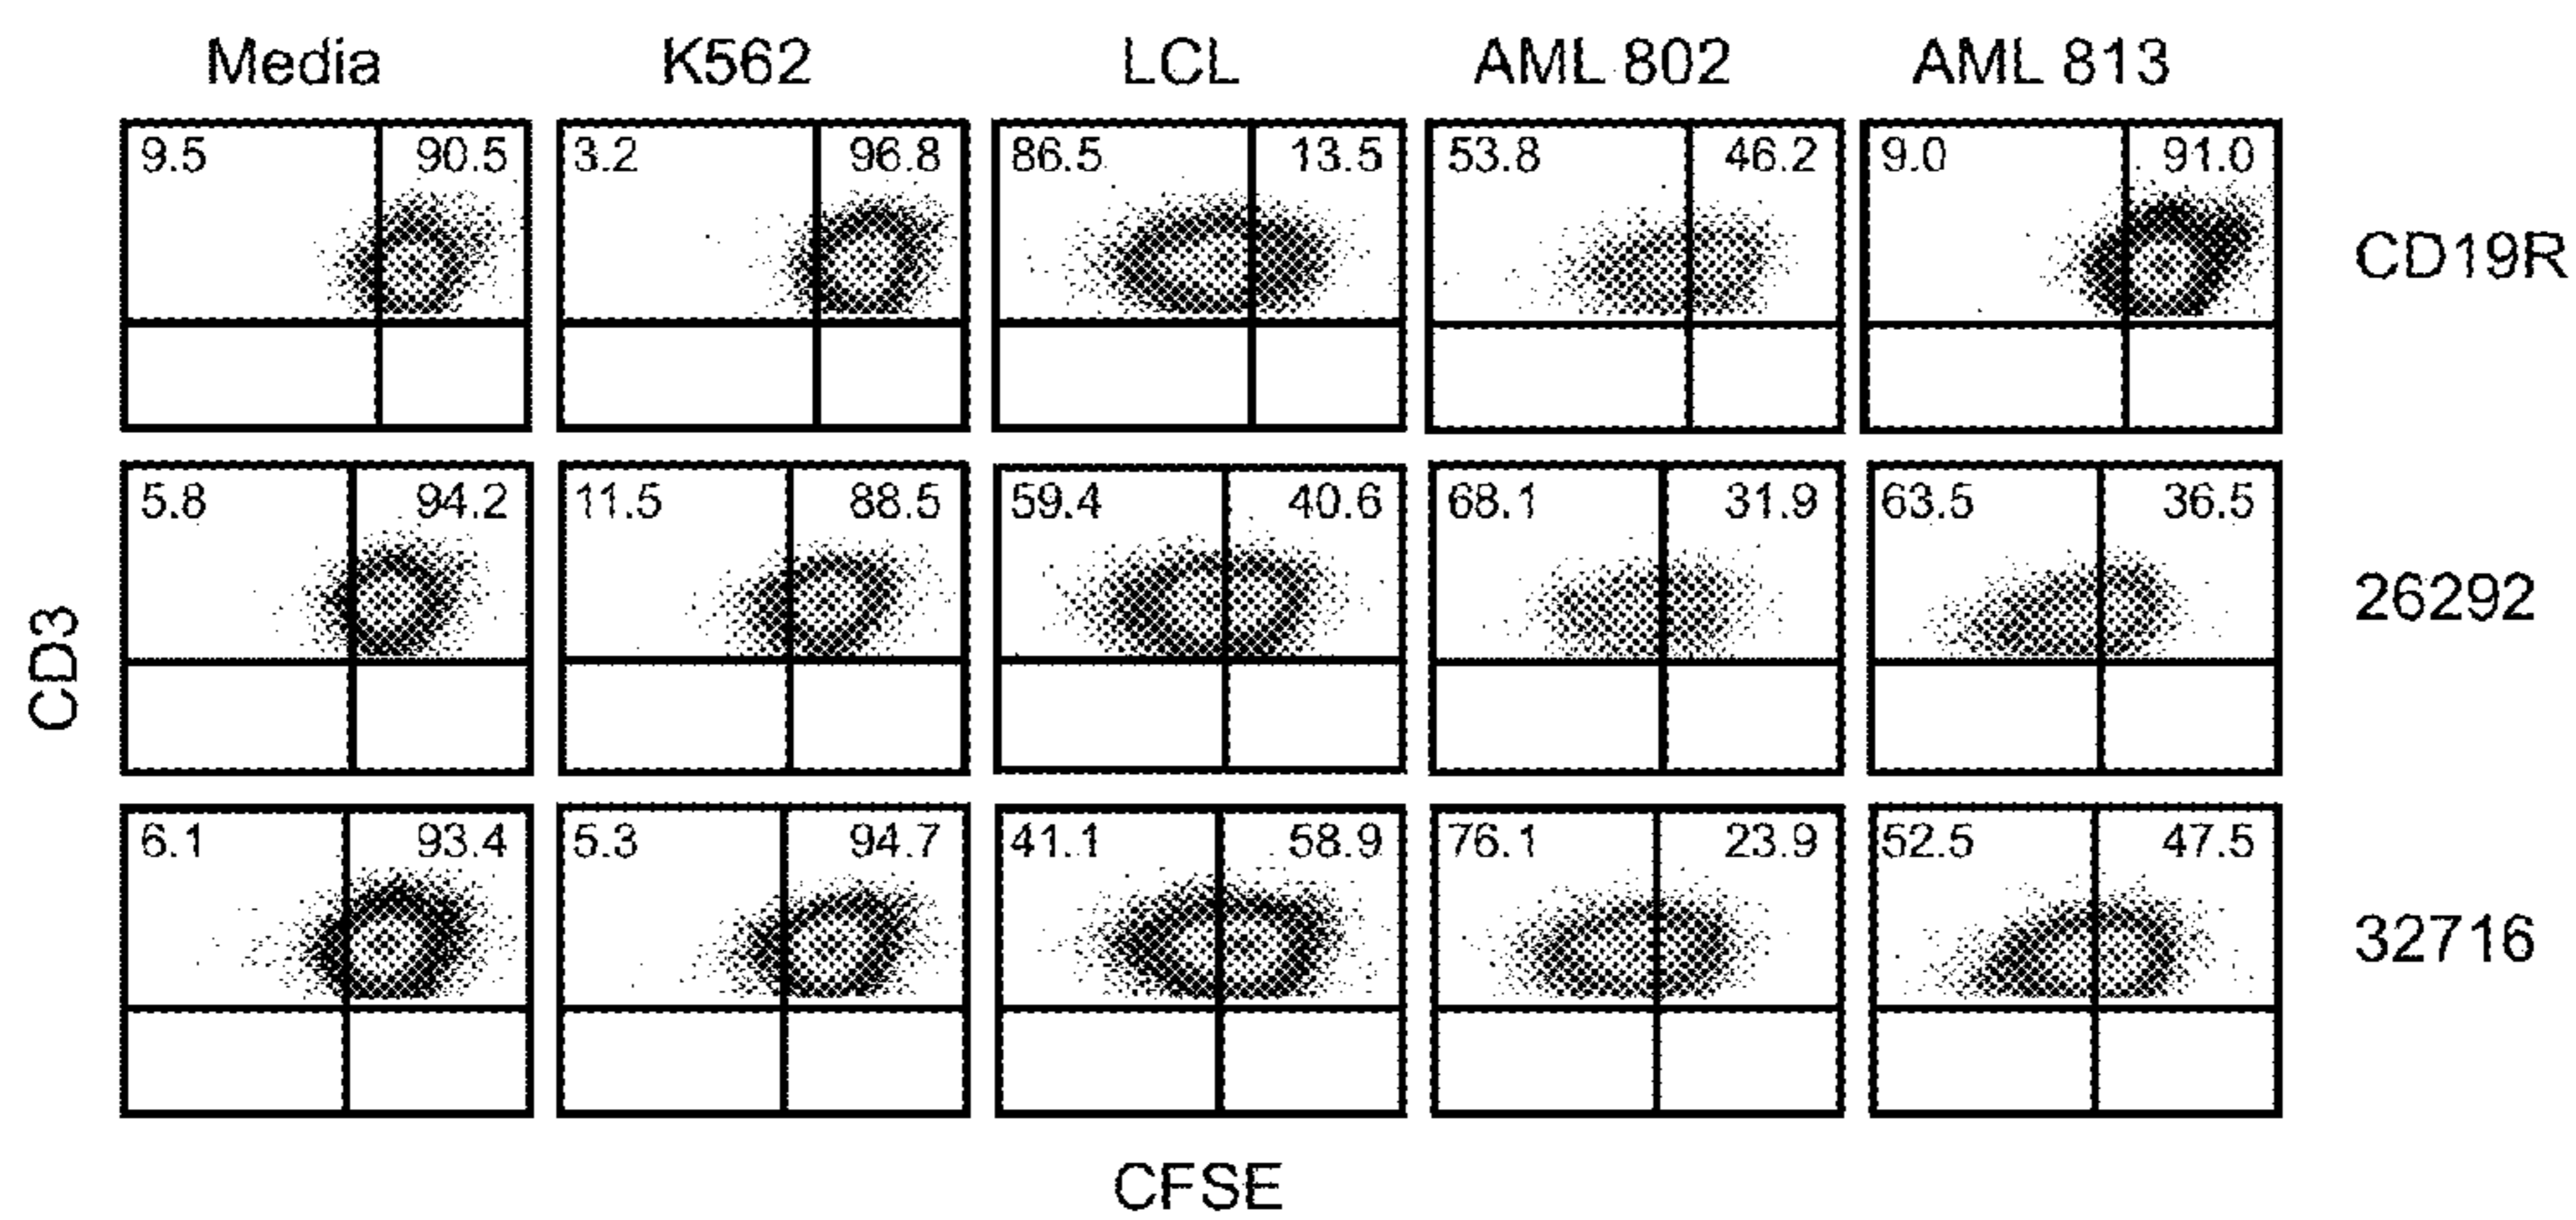 Media K562 LCL AML 802 AML 813
9.5 90.5 3.2 96.8 86.5 13.5 53.8 46.2 9.0 91.0
CD19R
5.8 94.2 11.5 88.5 59.4 40.6 68.1 31.9 63.5 36.5
26292
CD3
6.1 93.4 5.3 94.7 41.1 58.9 76.1 23.9 52.5 47.5
32716
CFSE